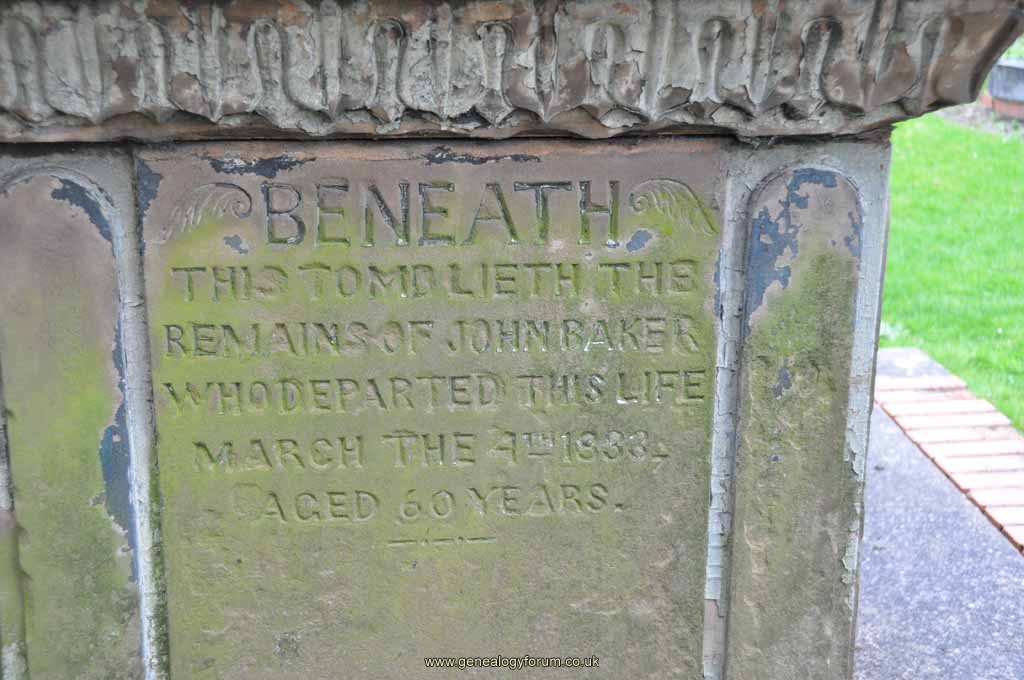 BENEATH
THIS TOMB LIETH THE
REMAINS OF JOHN BAKER
WHO DEPARTED THIS LIFE
MARCH THE 4TH 1833,
AGED 60 YEARS.
www.genealogyforum.co.uk